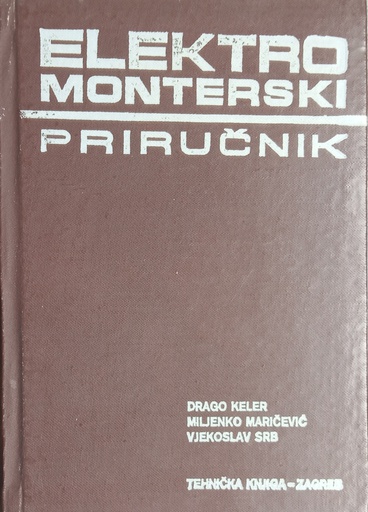 ELEKTRO
MONTERSKI
PRIRUČNIK
DRAGO KELER
MILJENKO MARIČEVIĆ
VJEKOSLAV SRB
TEHNIČKA KNJIGA - ZAGREB